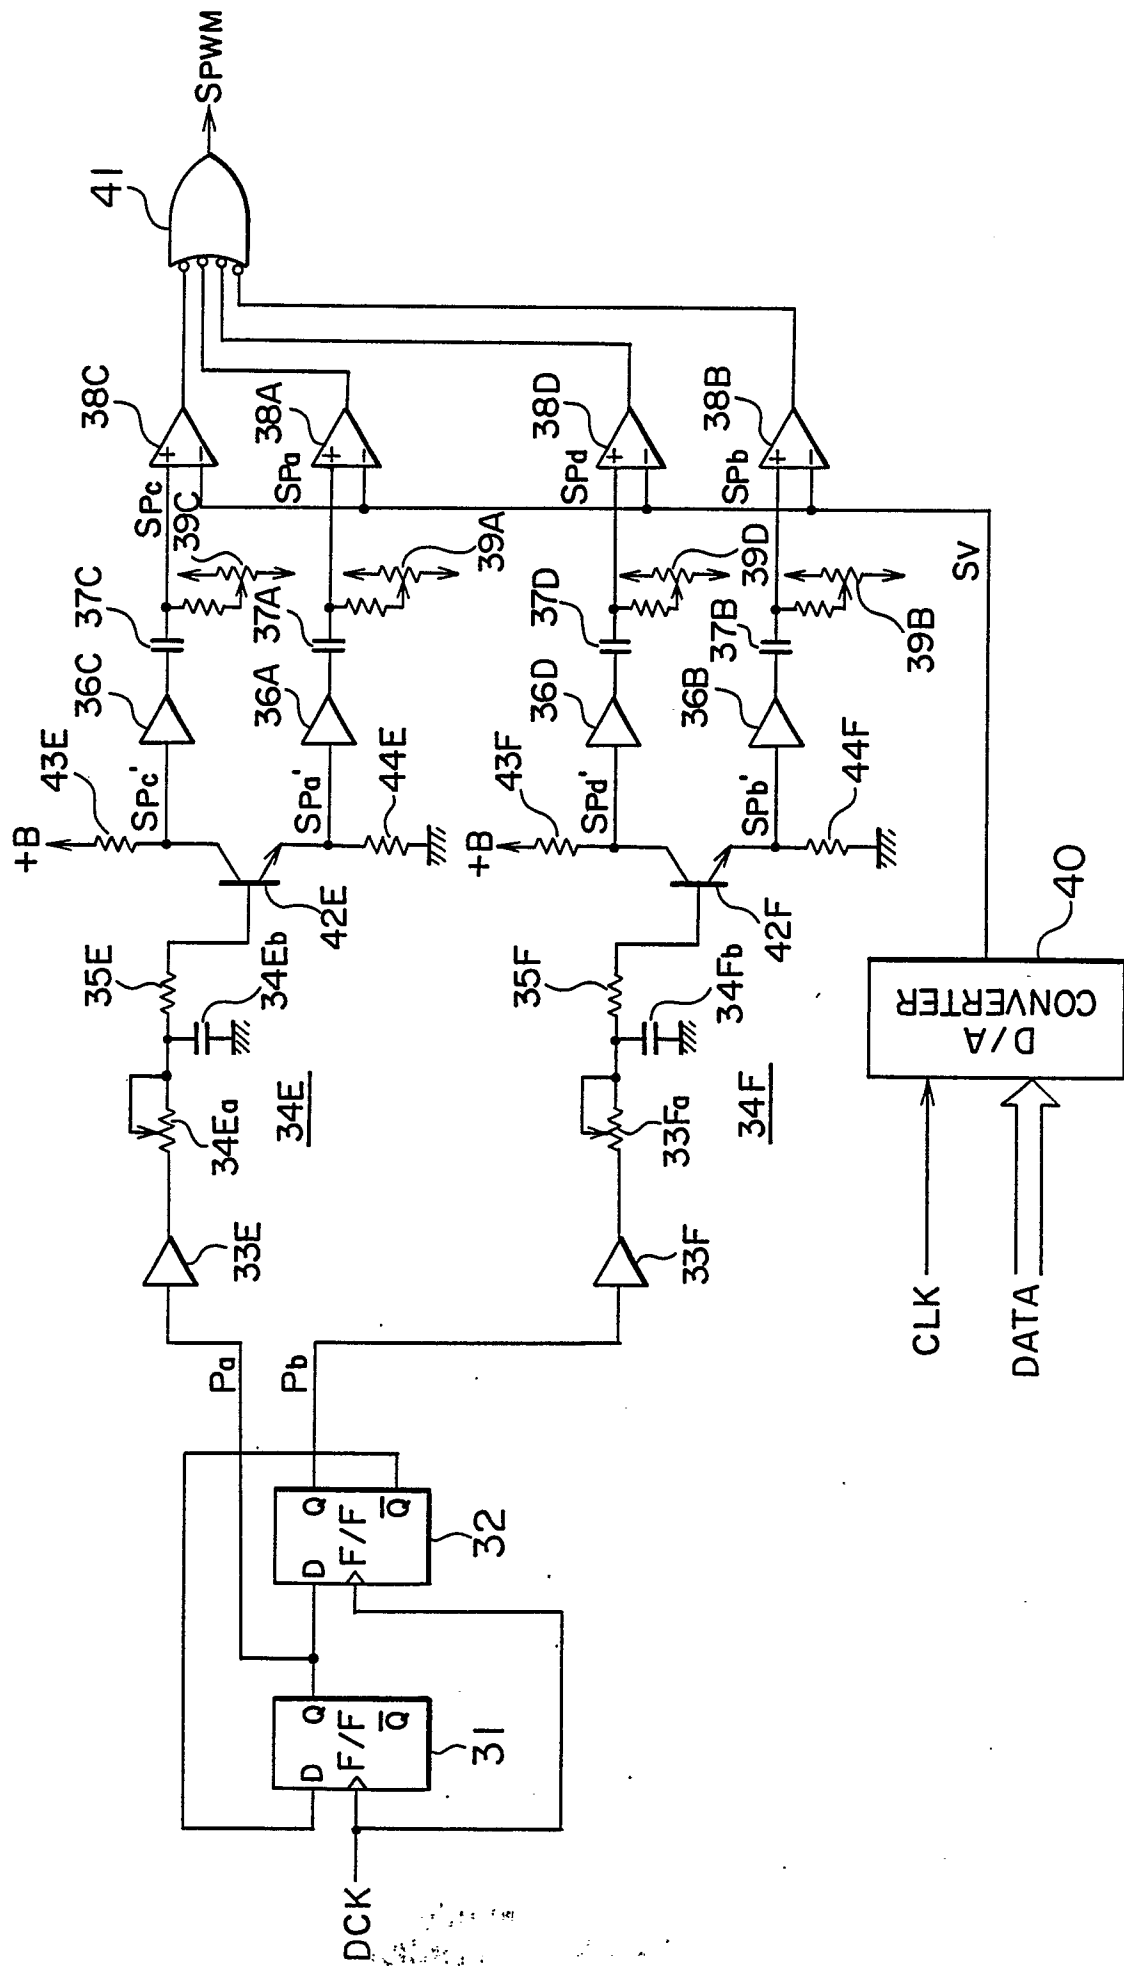 SPWM
41
38C
38A
38D
38B
SPc
SPa
SPd
SPb
39C
39A
39D
39B
SV
37C
37A
37D
37B
36C
36A
36D
36B
43E
SPc'
SPa'
44E
43F
SPd'
SPb'
44F
+B
+B
42E
42F
40
D/A
CONVERTER
35E
34Eb
35F
34Fb
34Ea
34E
33Fa
34F
33E
33F
CLK
DATA
Pa
Pb
D
Q
F/F
Q̅
32
D
Q
F/F
Q̅
31
DCK